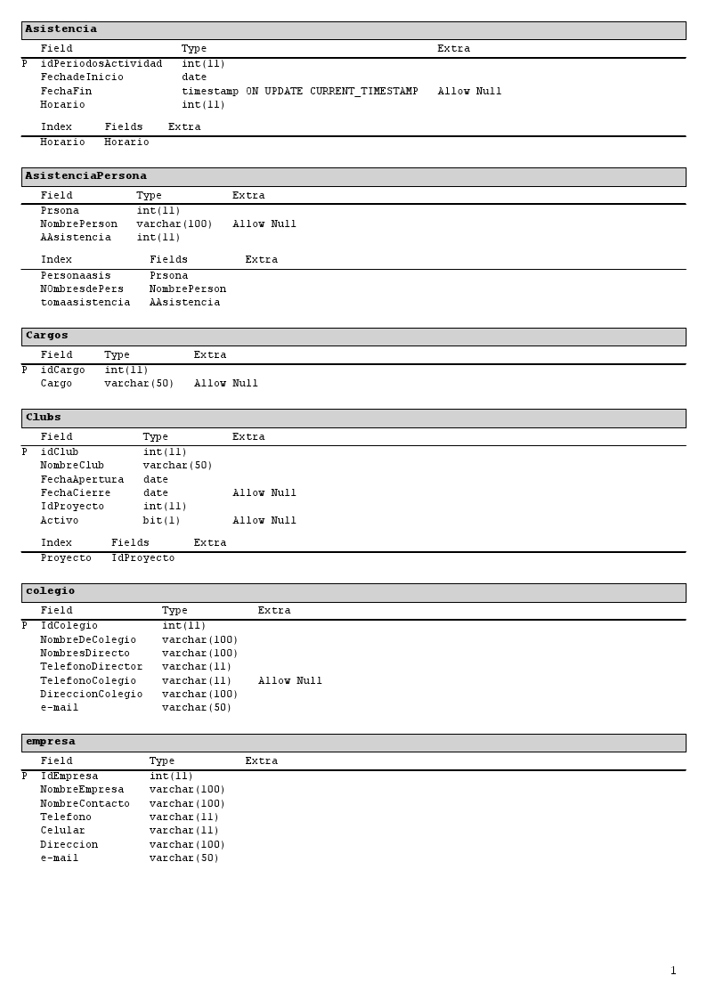 Asistencia
Field Type Extra
P idPeriodosActividad int(11)
FechadeInicio date
FechaFin timestamp ON UPDATE CURRENT_TIMESTAMP Allow Null
Horario int(11)
Index Fields Extra
Horario Horario
AsistenciaPersona
Field Type Extra
Prsona int(11)
NombrePerson varchar(100) Allow Null
AAsistencia int(11)
Index Fields Extra
Personaasis Prsona
NOmbresdePers NombrePerson
tomaasistencia AAsistencia
Cargos
Field Type Extra
P idCargo int(11)
Cargo varchar(50) Allow Null
Clubs
Field Type Extra
P idClub int(11)
NombreClub varchar(50)
FechaApertura date
FechaCierre date Allow Null
IdProyecto int(11)
Activo bit(1) Allow Null
Index Fields Extra
Proyecto IdProyecto
colegio
Field Type Extra
P IdColegio int(11)
NombreDeColegio varchar(100)
NombresDirecto varchar(100)
TelefonoDirector varchar(11)
TelefonoColegio varchar(11) Allow Null
DireccionColegio varchar(100)
e-mail varchar(50)
empresa
Field Type Extra
P IdEmpresa int(11)
NombreEmpresa varchar(100)
NombreContacto varchar(100)
Telefono varchar(11)
Celular varchar(11)
Direccion varchar(100)
e-mail varchar(50)
1